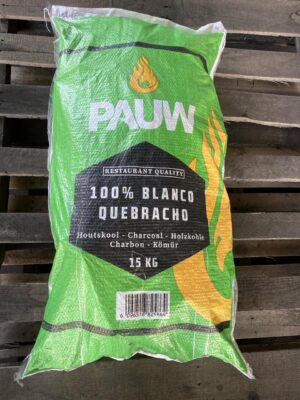 PAUW
RESTAURANT QUALITY
100% BLANCO
QUEBRACHO
Houtskool - Charcoal - Holzkohle
Charbon - Kömür
15 KG